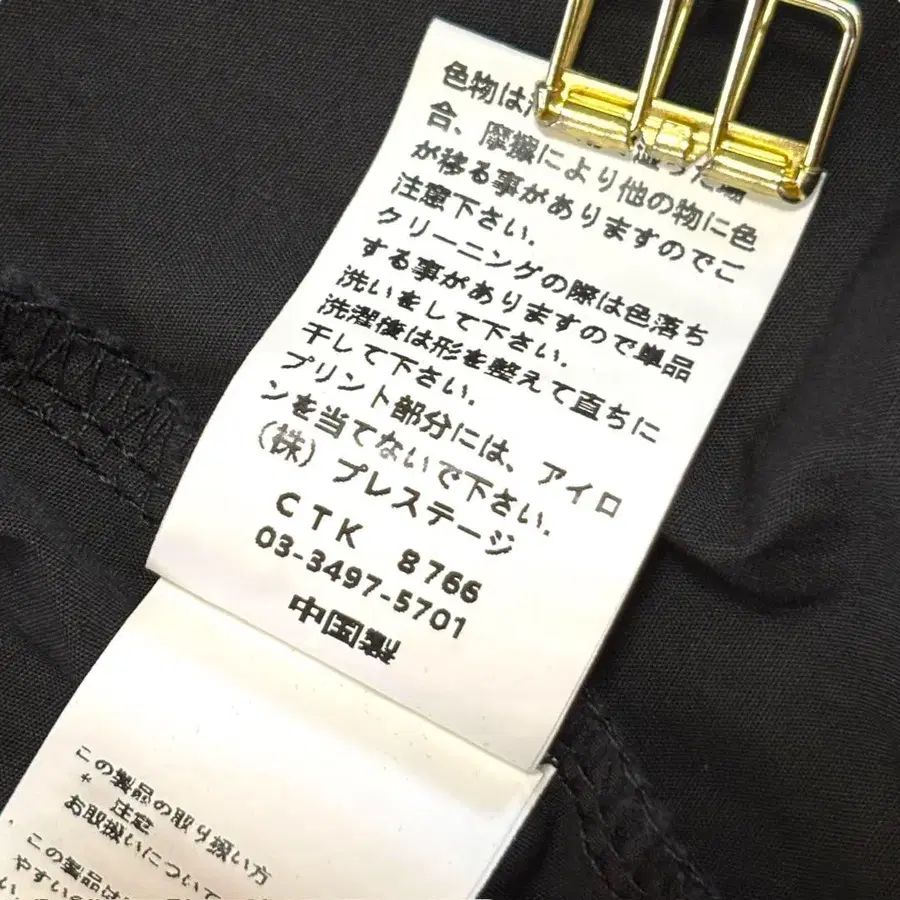 色物は
合、摩擦により他の物に色
が移る事がありますのでご
注意下さい.
クリーニングの際は色落ち
する事がありますので単品
洗いをして下さい.
洗濯後は形を整えて直ちに
干して下さい.
プリント部分には、アイロ
ンを当てないで下さい.
(株) プレステージ
CTK 8766
03-3497-5701
中国製
この製品の取り扱い方
お取扱いについて
この製品は
やすい